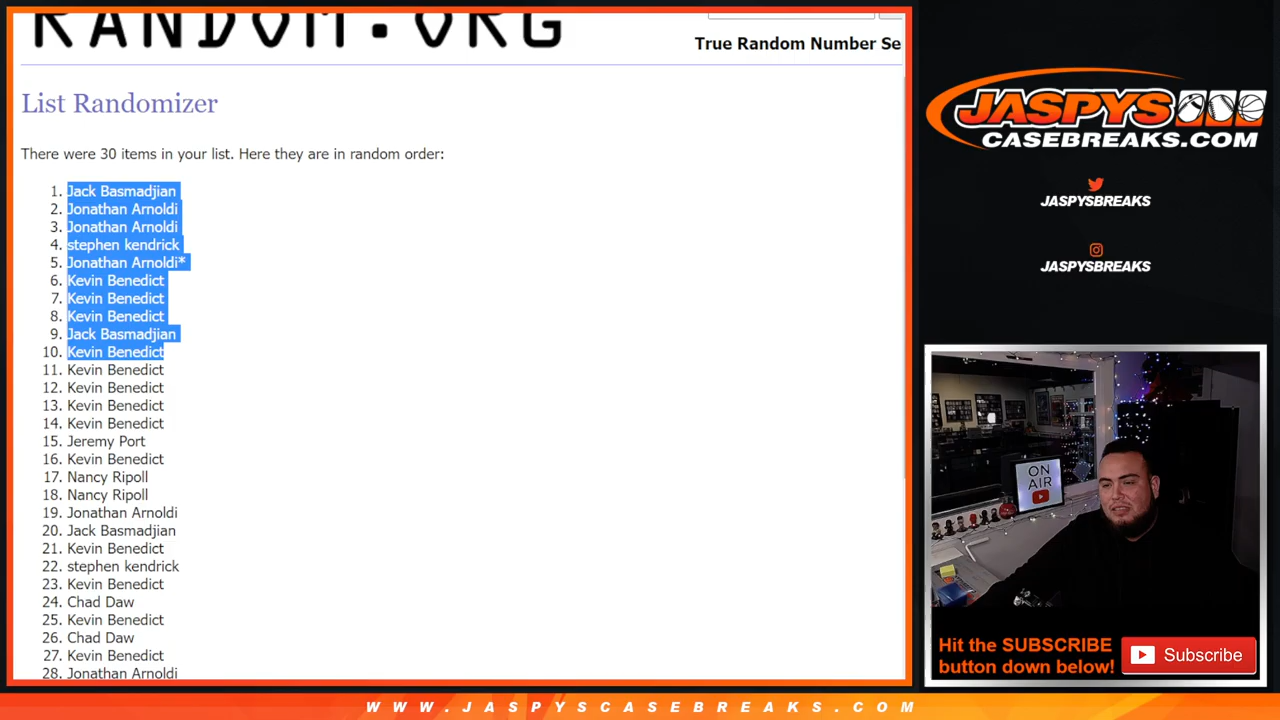 RANDOM.ORG
True Random Number Se
List Randomizer
There were 30 items in your list. Here they are in random order:
1. Jack Basmadjian
2. Jonathan Arnoldi
3. Jonathan Arnoldi
4. stephen kendrick
5. Jonathan Arnoldi*
6. Kevin Benedict
7. Kevin Benedict
8. Kevin Benedict
9. Jack Basmadjian
10. Kevin Benedict
11. Kevin Benedict
12. Kevin Benedict
13. Kevin Benedict
14. Kevin Benedict
15. Jeremy Port
16. Kevin Benedict
17. Nancy Ripoll
18. Nancy Ripoll
19. Jonathan Arnoldi
20. Jack Basmadjian
21. Kevin Benedict
22. stephen kendrick
23. Kevin Benedict
24. Chad Daw
25. Kevin Benedict
26. Chad Daw
27. Kevin Benedict
28. Jonathan Arnoldi
JASPYS
CASEBREAKS.COM
JASPYSBREAKS
JASPYSBREAKS
ON
AIR
Hit the SUBSCRIBE
button down below!
Subscribe
WWW.JASPYSCASEBREAKS.COM